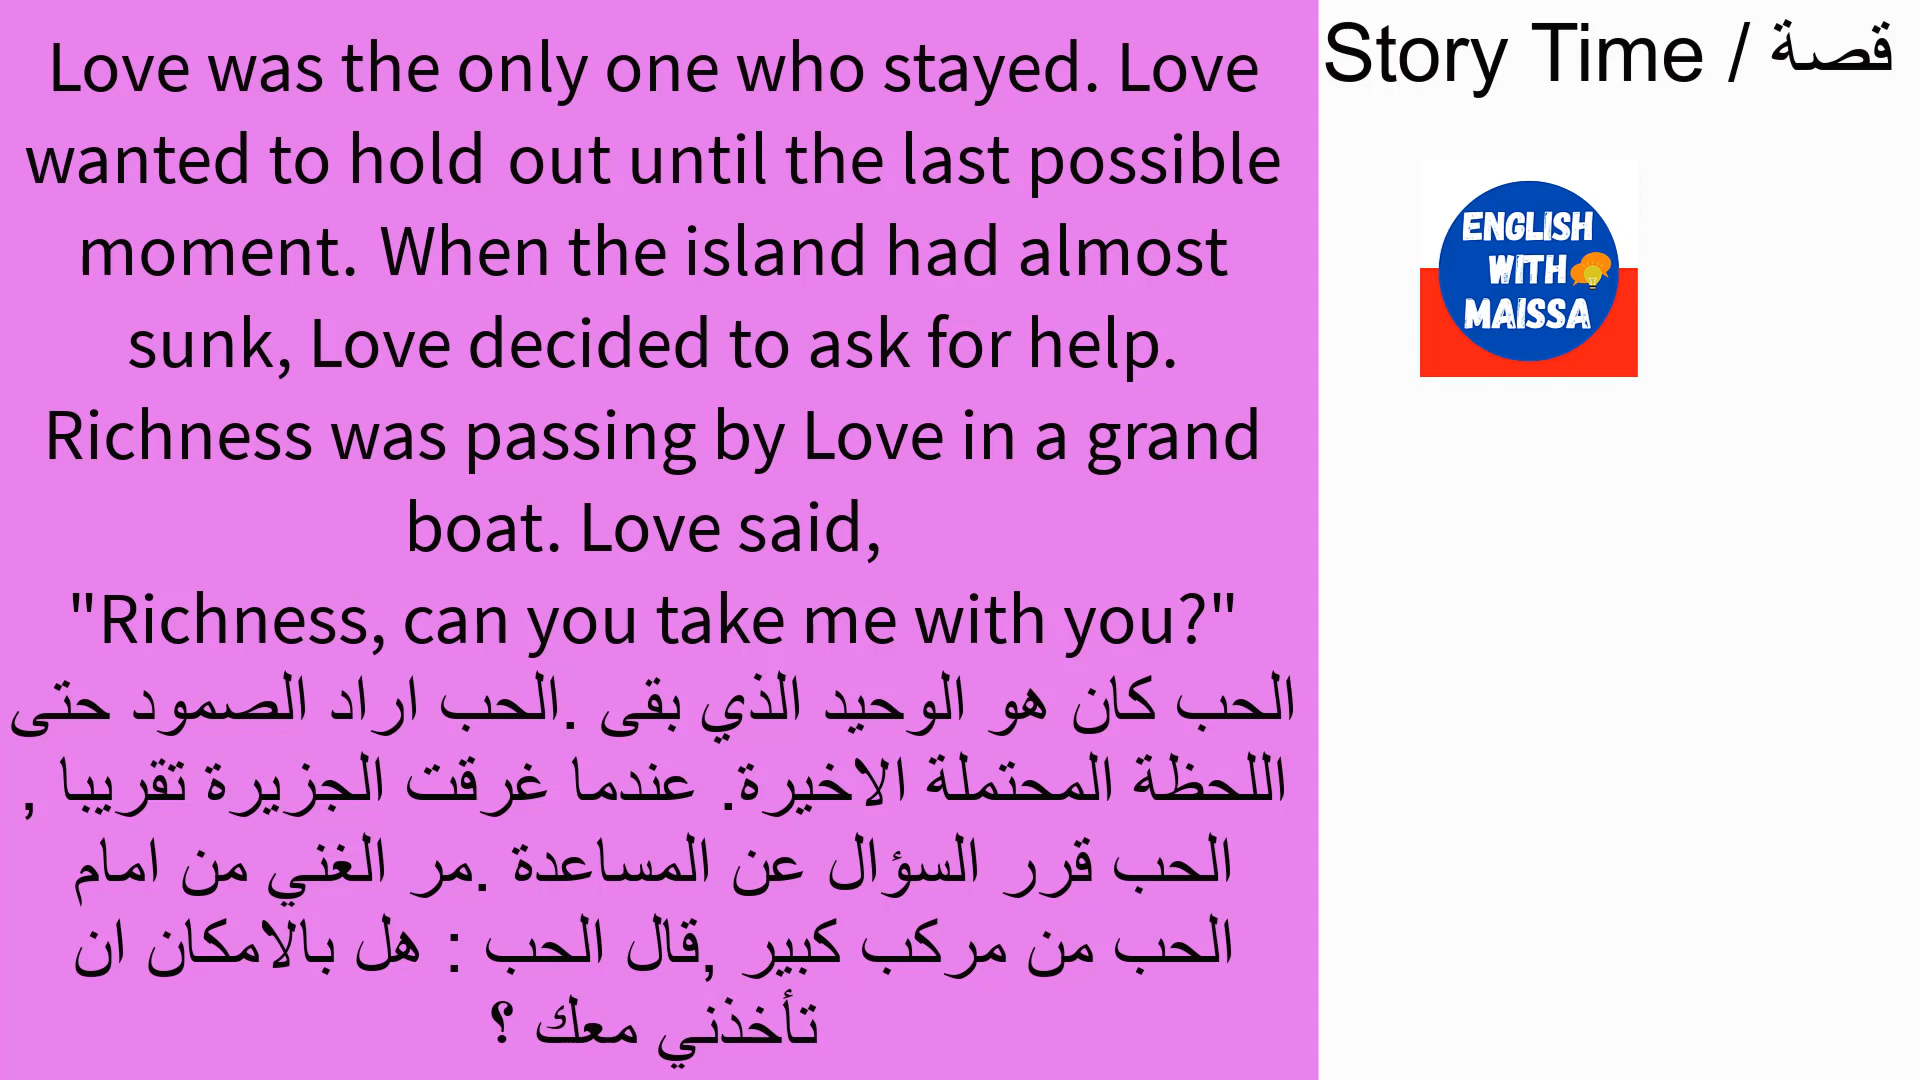 Love was the only one who stayed. Love
wanted to hold out until the last possible
moment. When the island had almost
sunk, Love decided to ask for help.
Richness was passing by Love in a grand
boat. Love said,
"Richness, can you take me with you?"
الحب كان هو الوحيد الذي بقى .الحب اراد الصمود حتى
اللحظة المحتملة الاخيرة. عندما غرقت الجزيرة تقريبا ,
الحب قرر السؤال عن المساعدة .مر الغني من امام
الحب من مركب كبير ,قال الحب : هل بالامكان ان
تأخذني معك ؟
Story Time / قصة
ENGLISH
WITH
MAISSA